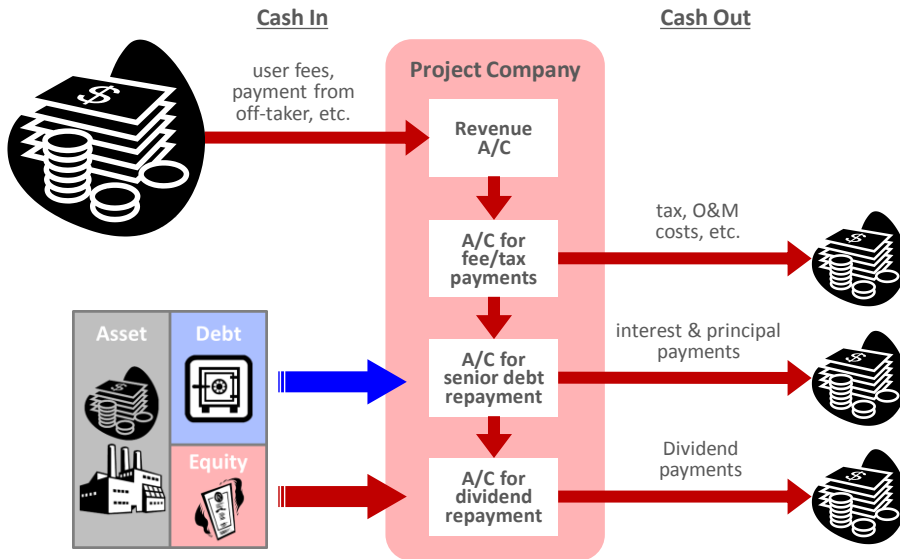 Cash In
Cash Out
user fees,
payment from
off-taker, etc.
Project Company
Revenue
A/C
A/C for
fee/tax
payments
tax, O&M
costs, etc.
Asset
Debt
Equity
A/C for
senior debt
repayment
interest & principal
payments
A/C for
dividend
repayment
Dividend
payments
$
$
$
$
$